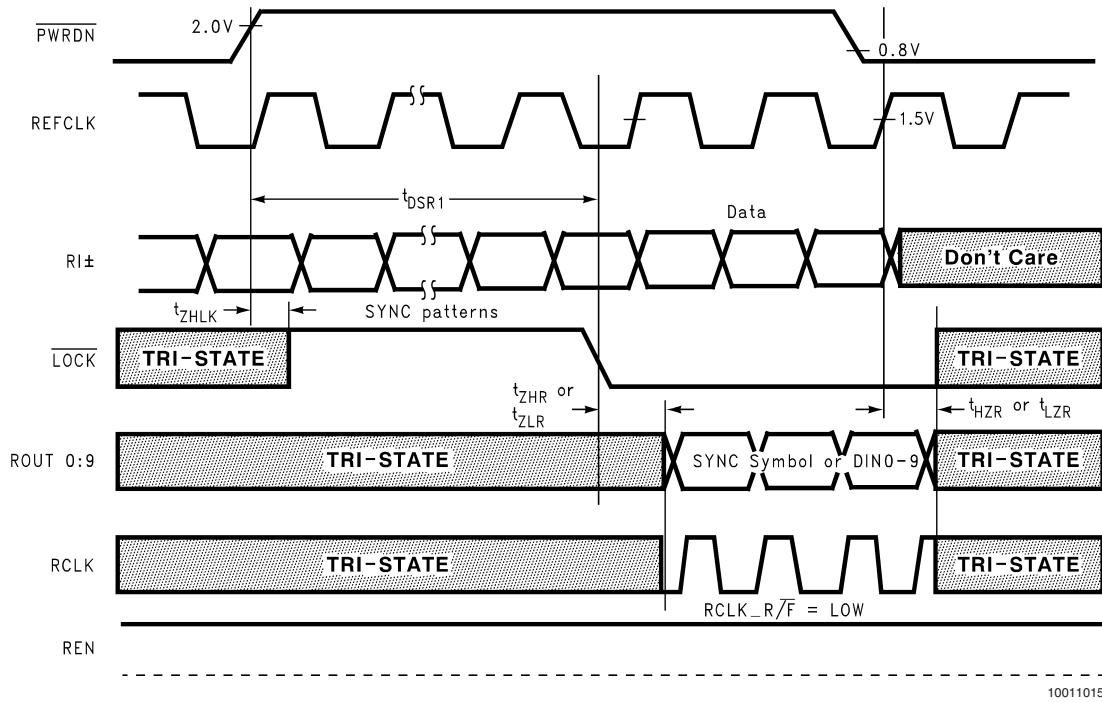 PWRDN 2.0V 0.8V
REFCLK 1.5V
tDSR1
Data
RI± Don't Care
tZHLK SYNC patterns
LOCK TRI-STATE TRI-STATE
tZHR or
tZLR
tHZR or tLZR
ROUT 0:9 TRI-STATE SYNC Symbol or DIN0-9 TRI-STATE
RCLK TRI-STATE TRI-STATE
RCLK_R/F = LOW
REN
10011015